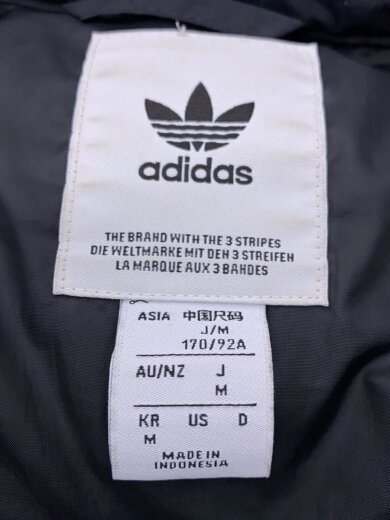 adidas
THE BRAND WITH THE 3 STRIPES
DIE WELTMARKE MIT DEN 3 STREIFEN
LA MARQUE AUX 3 BANDES
ASIA 中国尺码
J/M
170/92A
AU/NZ J
M
KR US D
M
MADE IN
INDONESIA